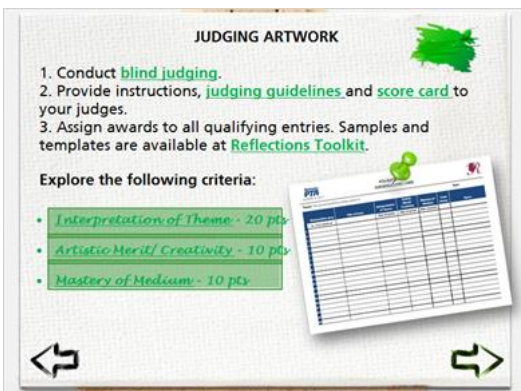 JUDGING ARTWORK
1. Conduct blind judging.
2. Provide instructions, judging guidelines and score card to
your judges.
3. Assign awards to all qualifying entries. Samples and
templates are available at Reflections Toolkit.
Explore the following criteria:
• Interpretation of Theme - 20 pts
• Artistic Merit/ Creativity - 10 pts
• Mastery of Medium - 10 pts
PTA